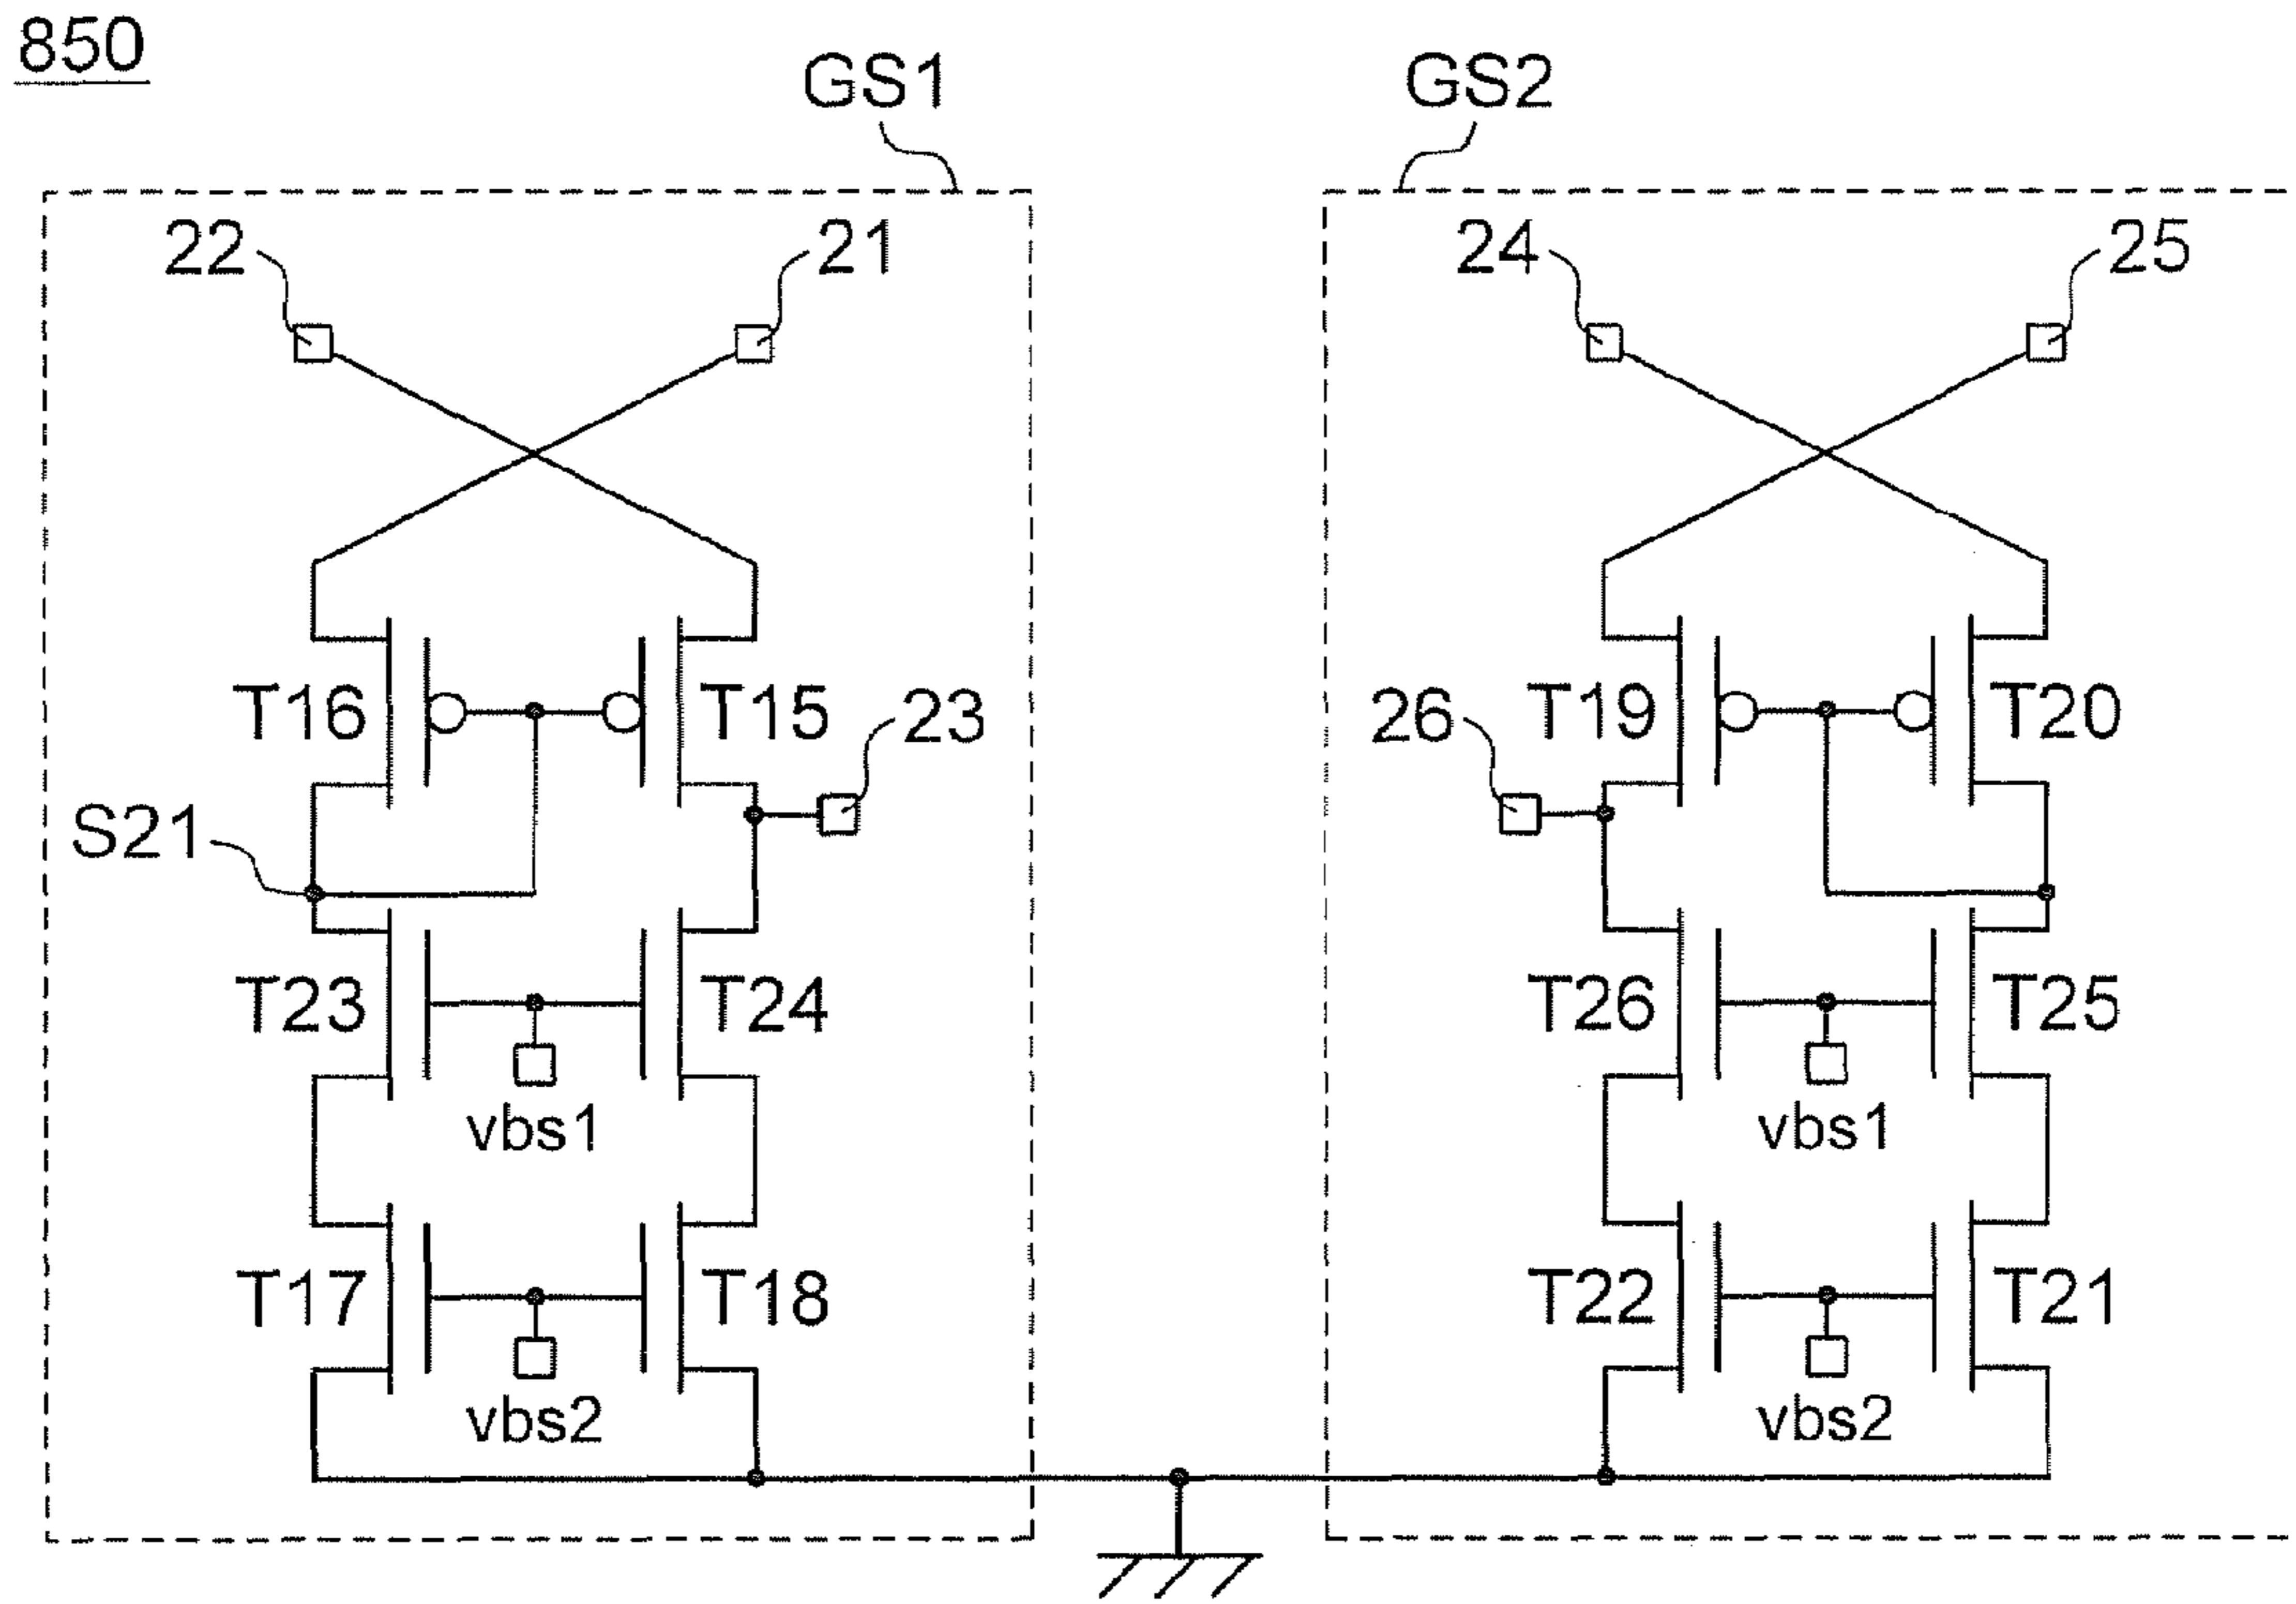 850
GS1 GS2
22 21 24 25
T16 T15 23 26 T19 T20
S21
T23 T24 T26 T25
vbs1 vbs1
T17 T18 T22 T21
vbs2 vbs2